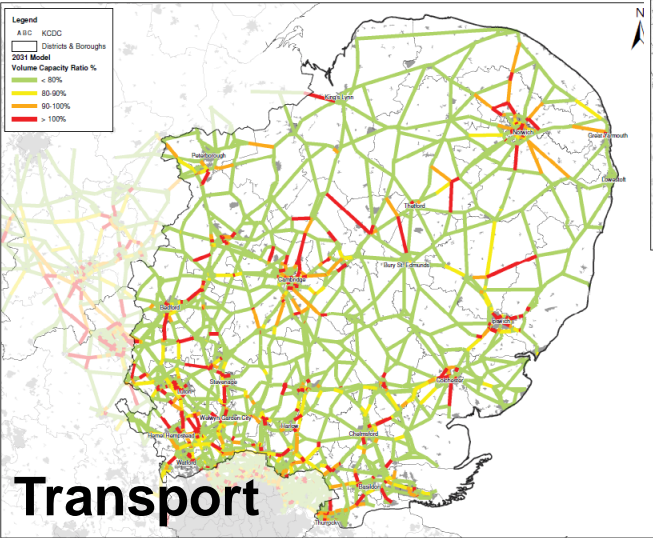 Legend
A B C KCDC
Districts & Boroughs
2031 Model
Volume Capacity Ratio %
< 80%
80-90%
90-100%
> 100%
N
King's Lynn
Norwich
Great Yarmouth
Peterborough
Lowestoft
Thetford
Bury St. Edmunds
Cambridge
Bedford
Ipswich
Stevenage
Colchester
Welwyn Garden City
Harlow
Hemel Hempstead
Chelmsford
Watford
Basildon
Transport
Thurrock